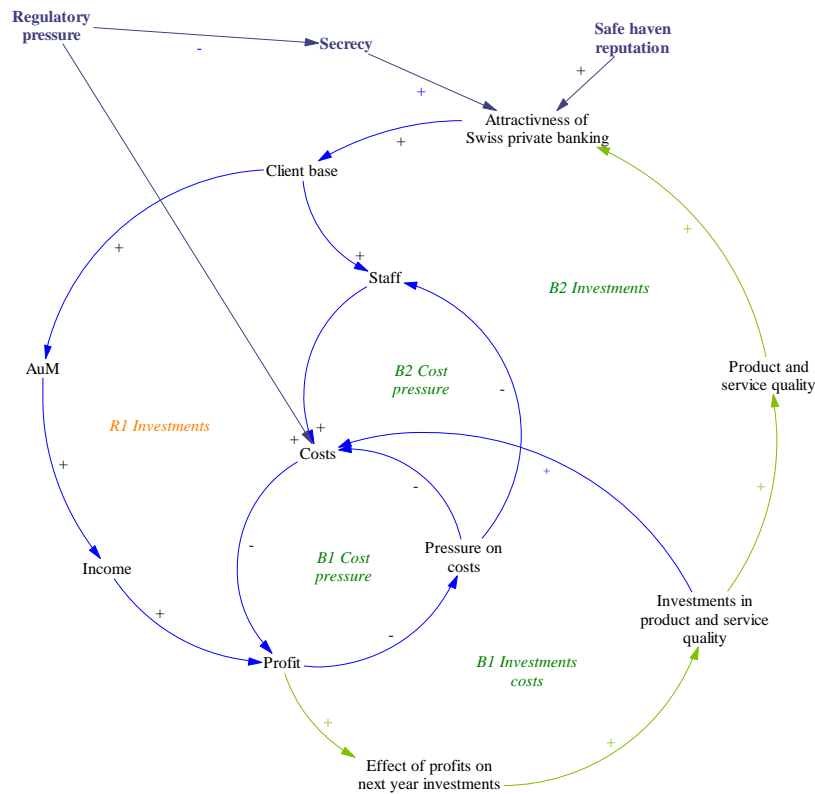 Regulatory
pressure
-
Secrecy
Safe haven
reputation
+
+
Attractivness of
Swiss private banking
+
Client base
+
+
+
Staff
B2 Investments
AuM
B2 Cost
pressure
-
Product and
service quality
R1 Investments
+
+
Costs
+
+
-
+
Income
-
B1 Cost
pressure
Pressure on
costs
+
-
Investments in
product and service
quality
Profit
B1 Investments
costs
+
+
Effect of profits on
next year investments